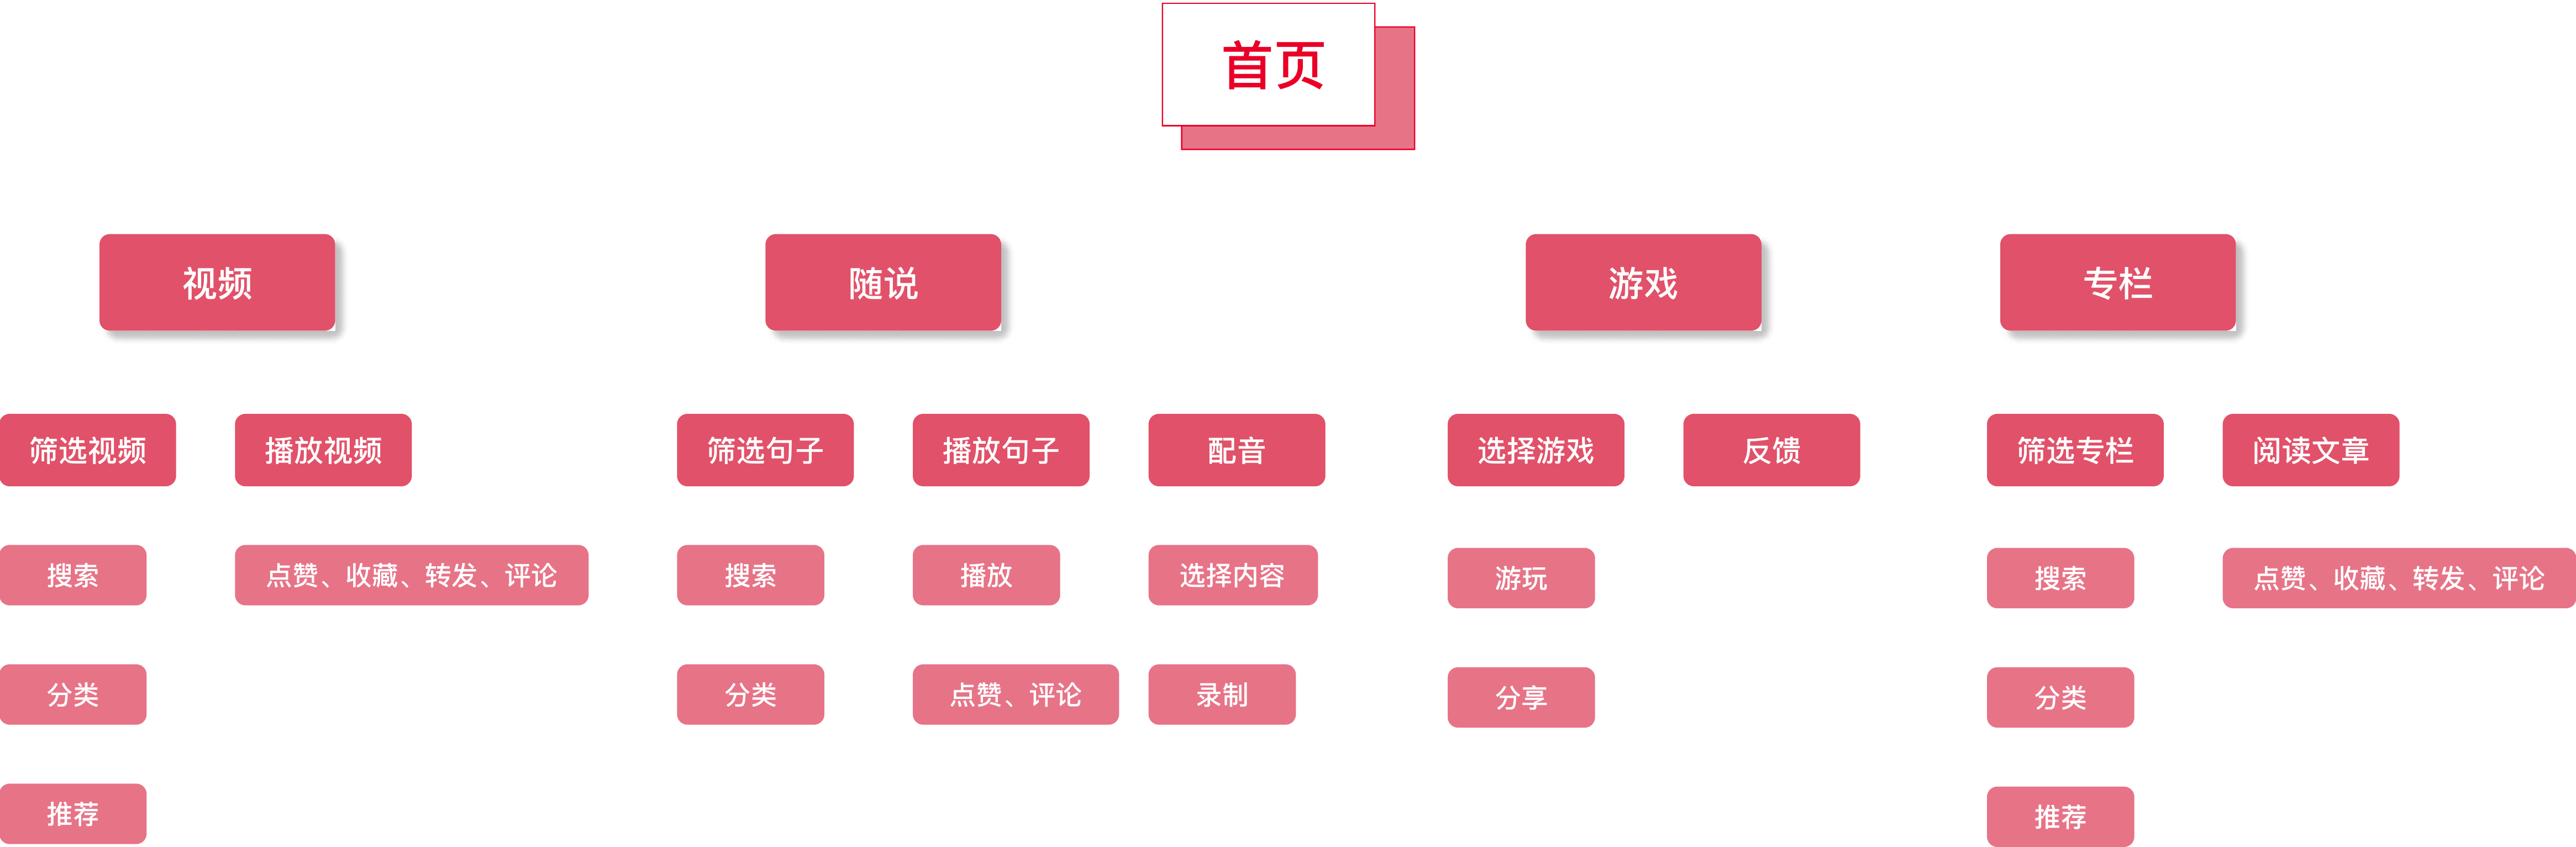 首页
视频
随说
游戏
专栏
筛选视频
播放视频
筛选句子
播放句子
配音
选择游戏
反馈
筛选专栏
阅读文章
搜索
点赞、收藏、转发、评论
搜索
播放
选择内容
游玩
搜索
点赞、收藏、转发、评论
分类
分类
点赞、评论
录制
分享
分类
推荐
推荐